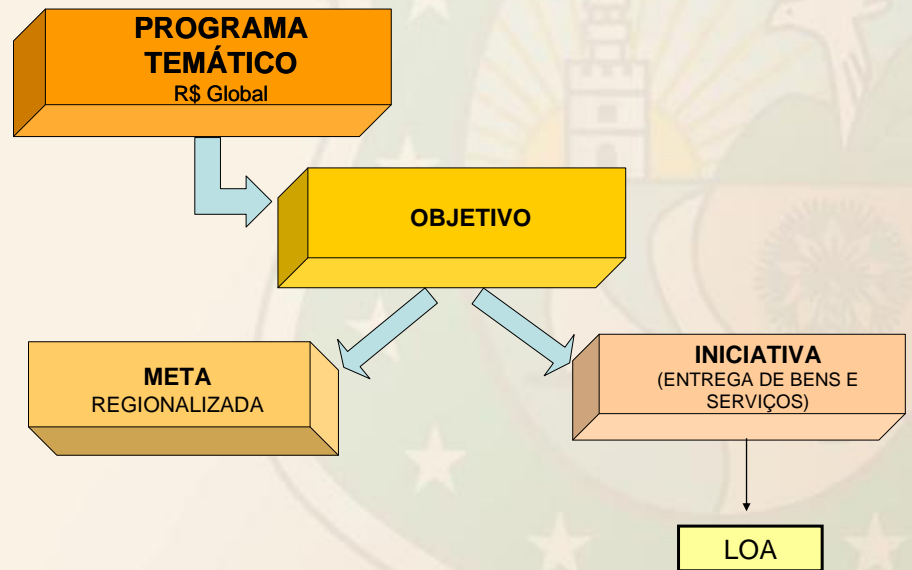 PROGRAMA
TEMÁTICO
R$ Global
OBJETIVO
META
REGIONALIZADA
INICIATIVA
(ENTREGA DE BENS E
SERVIÇOS)
LOA